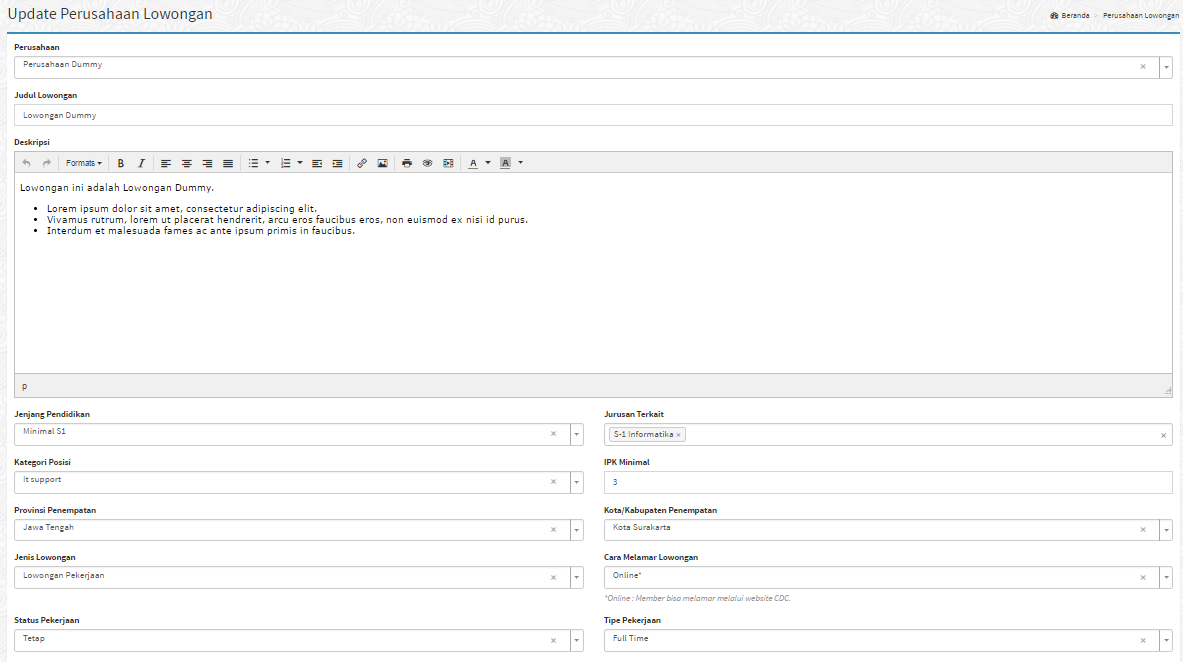 Update Perusahaan Lowongan
Beranda > Perusahaan Lowongan
Perusahaan
Perusahaan Dummy ×
Judul Lowongan
Lowongan Dummy
Deskripsi
Formats B I A A
Lowongan ini adalah Lowongan Dummy.
• Lorem ipsum dolor sit amet, consectetur adipiscing elit.
• Vivamus rutrum, lorem ut placerat hendrerit, arcu eros faucibus eros, non euismod ex nisi id purus.
• Interdum et malesuada fames ac ante ipsum primis in faucibus.
p
Jenjang Pendidikan
Minimal S1 ×
Jurusan Terkait
S-1 Informatika × ×
Kategori Posisi
It support ×
IPK Minimal
3
Provinsi Penempatan
Jawa Tengah ×
Kota/Kabupaten Penempatan
Kota Surakarta ×
Jenis Lowongan
Lowongan Pekerjaan ×
Cara Melamar Lowongan
Online* ×
*Online : Member bisa melamar melalui website CDC.
Status Pekerjaan
Tetap ×
Tipe Pekerjaan
Full Time ×